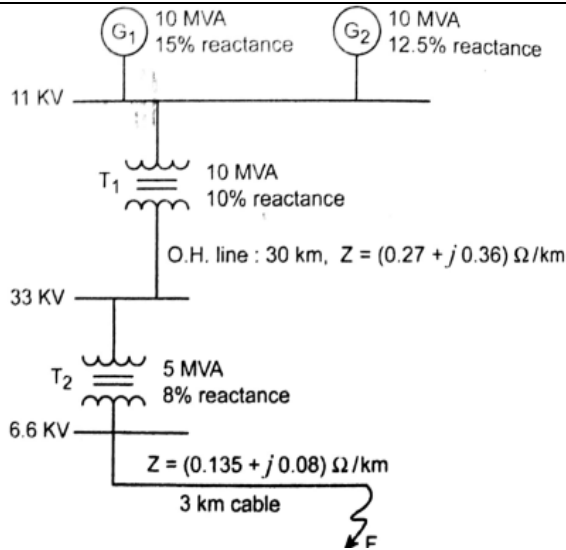 G1 10 MVA 15% reactance
G2 10 MVA 12.5% reactance
11 KV
T1 10 MVA
10% reactance
O.H. line : 30 km, Z = (0.27 + j 0.36) Ω/km
33 KV
T2 5 MVA
8% reactance
6.6 KV
Z = (0.135 + j 0.08) Ω/km
3 km cable
F